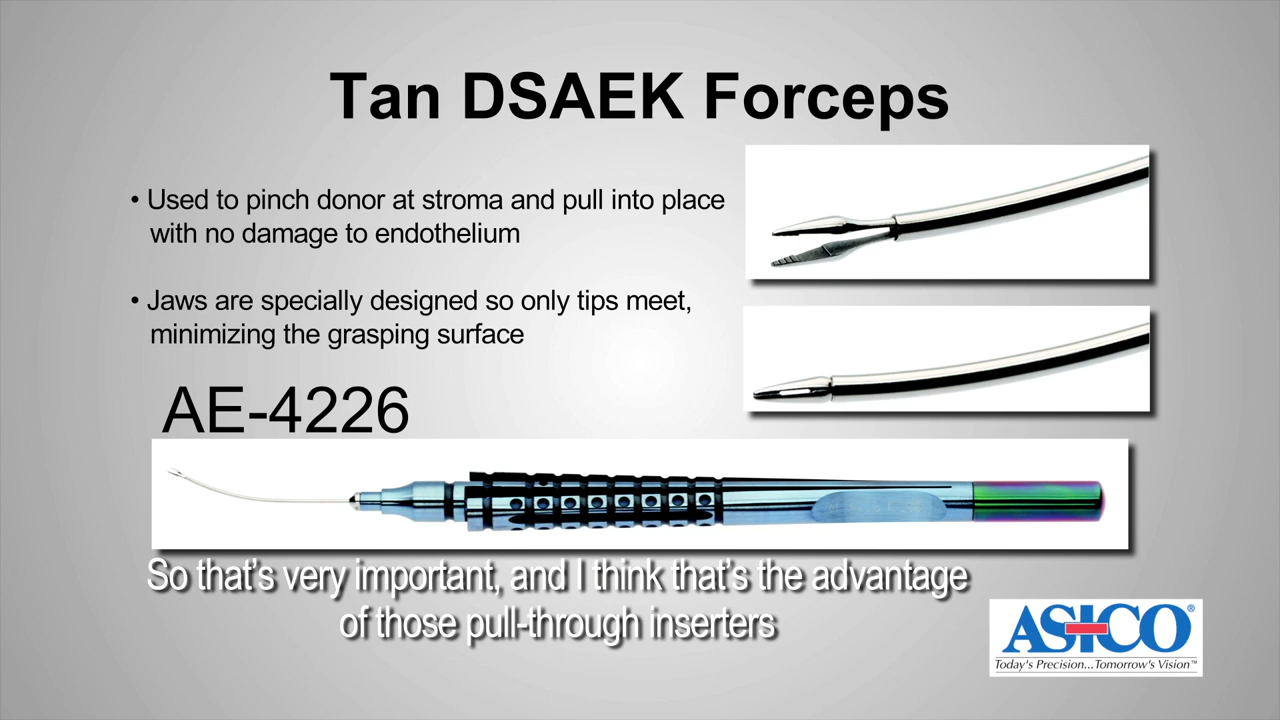 Tan DSAEK Forceps
• Used to pinch donor at stroma and pull into place
with no damage to endothelium
• Jaws are specially designed so only tips meet,
minimizing the grasping surface
AE-4226
So that's very important, and I think that's the advantage
of those pull-through inserters
ASICO®
Today's Precision...Tomorrow's Vision™